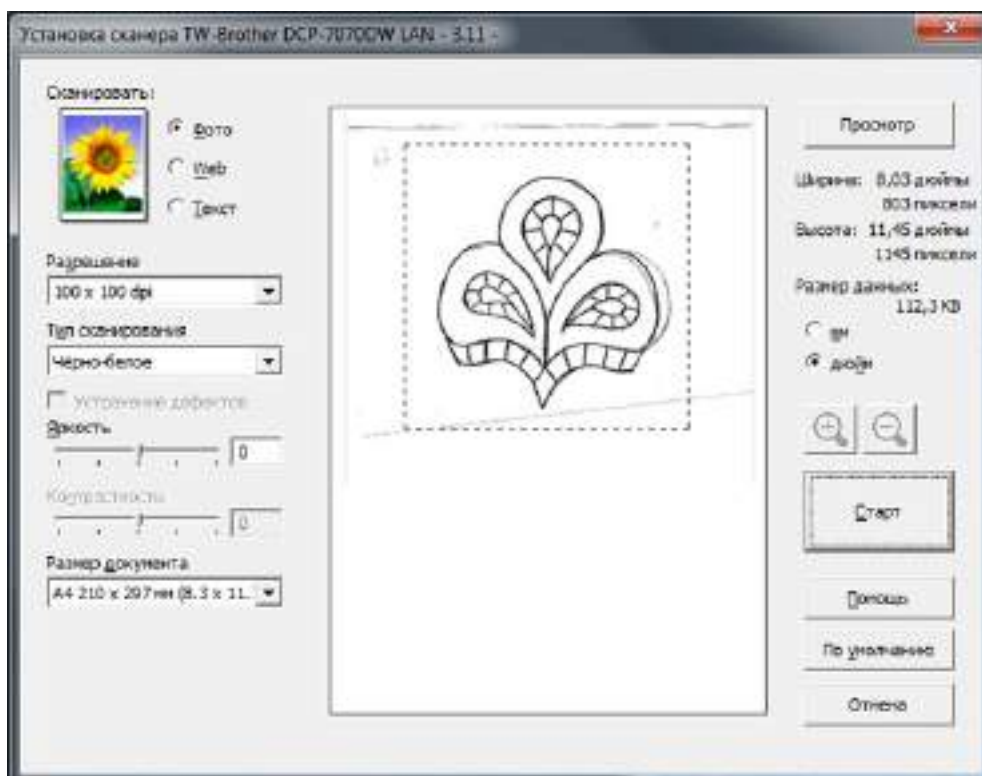 Установка сканера TW-Brother DCP-7070DW LAN - 3.11 -
Сканировать:
Фото
Web
Текст
Разрешение
100 x 100 dpi
Тип сканирования
Черно-белое
Устранение дефектов
Яркость
0
Контрастность
0
Размер документа
A4 210 x 297 мм (8.3 x 11.
Просмотр
Ширина: 8,03 дюймы
803 пиксели
Высота: 11,45 дюймы
1145 пиксели
Размер данных:
112,3 KB
мм
дюйм
Старт
Помощь
По умолчанию
Отмена